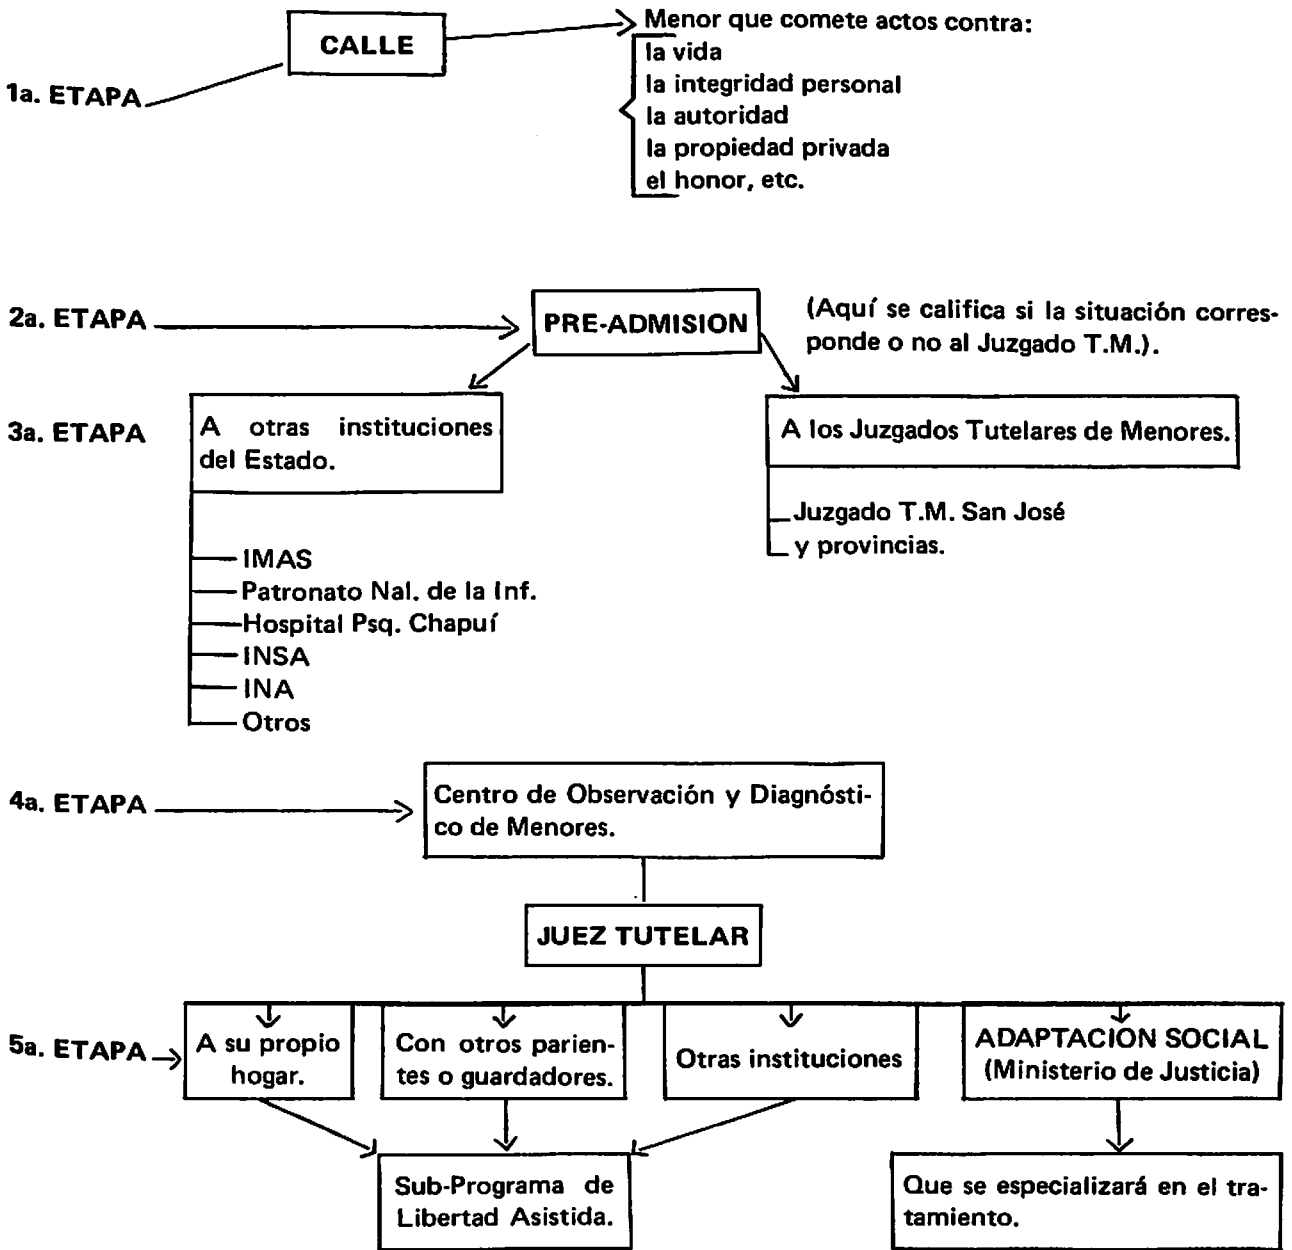 CALLE
Menor que comete actos contra:
la vida
la integridad personal
la autoridad
la propiedad privada
el honor, etc.
1a. ETAPA
2a. ETAPA
PRE-ADMISION
(Aquí se califica si la situación corres-
ponde o no al Juzgado T.M.).
3a. ETAPA
A otras instituciones
del Estado.
IMAS
Patronato Nal. de la Inf.
Hospital Psq. Chapuí
INSA
INA
Otros
A los Juzgados Tutelares de Menores.
Juzgado T.M. San José
y provincias.
4a. ETAPA
Centro de Observación y Diagnósti-
co de Menores.
JUEZ TUTELAR
5a. ETAPA
A su propio
hogar.
Con otros parien-
tes o guardadores.
Otras instituciones
ADAPTACION SOCIAL
(Ministerio de Justicia)
Sub-Programa de
Libertad Asistida.
Que se especializará en el tra-
tamiento.